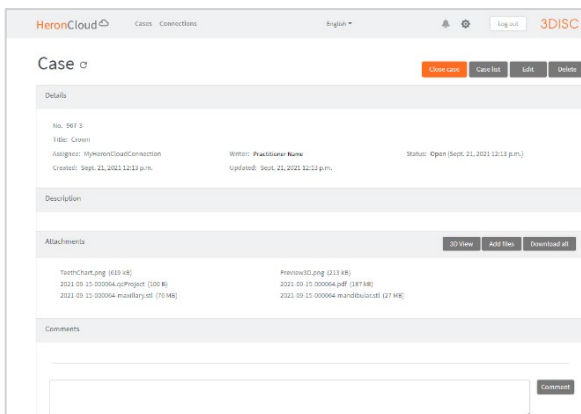 HeronCloud Cases Connections English Log out 3DISC
Case
Close case Case list Edit Delete
Details
No. 567-3
Title: Crown
Assignee: MyHeronCloudConnection Writer: Practitioner Name Status: Open (Sept. 21, 2021 12:13 p.m.)
Created: Sept. 21, 2021 12:13 p.m. Updated: Sept. 21, 2021 12:13 p.m.
Description
Attachments 3D View Add files Download all
TeethChart.png (619 kB) Preview3D.png (213 kB)
2021-09-15-000064.qcProject (100 B) 2021-09-15-000064.pdf (187 kB)
2021-09-15-000064-maxillary.stl (76 MB) 2021-09-15-000064-mandibular.stl (27 MB)
Comments
Comment